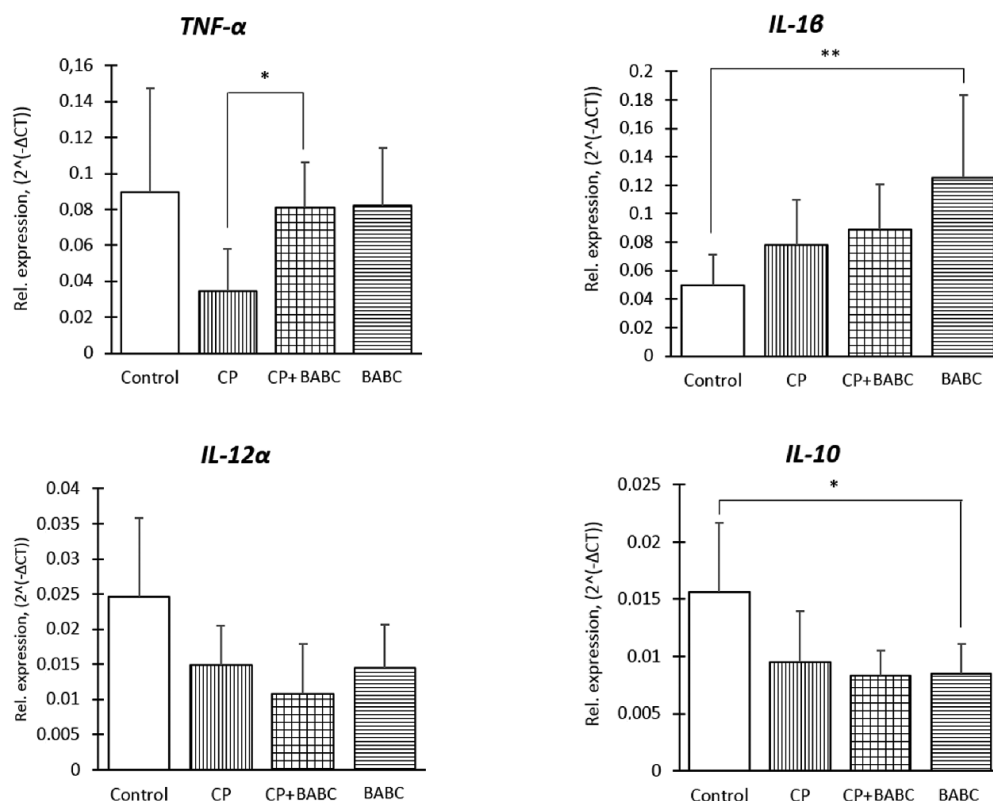 TNF-α
Rel. expression, (2^(-ΔCT))
0,16
0.14
0.12
0.1
0.08
0.06
0.04
0.02
0
*
Control
CP
CP+BABC
BABC
IL-1β
Rel. expression, (2^(-ΔCT))
0.2
0.18
0.16
0.14
0.12
0.1
0.08
0.06
0.04
0.02
0
**
Control
CP
CP+BABC
BABC
IL-12α
Rel. expression, (2^(-ΔCT))
0.04
0.035
0.03
0.025
0.02
0.015
0.01
0.005
0
Control
CP
CP+BABC
BABC
IL-10
Rel. expression, (2^(-ΔCT))
0.025
0.02
0.015
0.01
0.005
0
*
Control
CP
CP+BABC
BABC